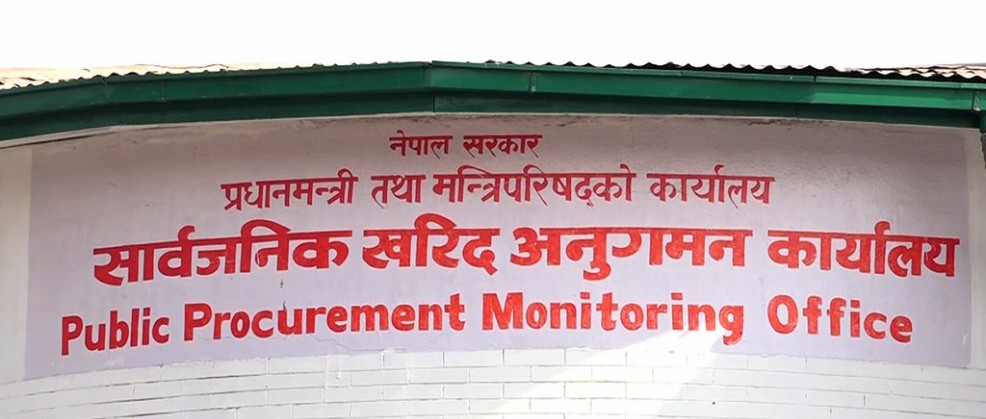 नेपाल सरकार
प्रधानमन्त्री तथा मन्त्रिपरिषद्को कार्यालय
सार्वजनिक खरिद अनुगमन कार्यालय
Public Procurement Monitoring Office